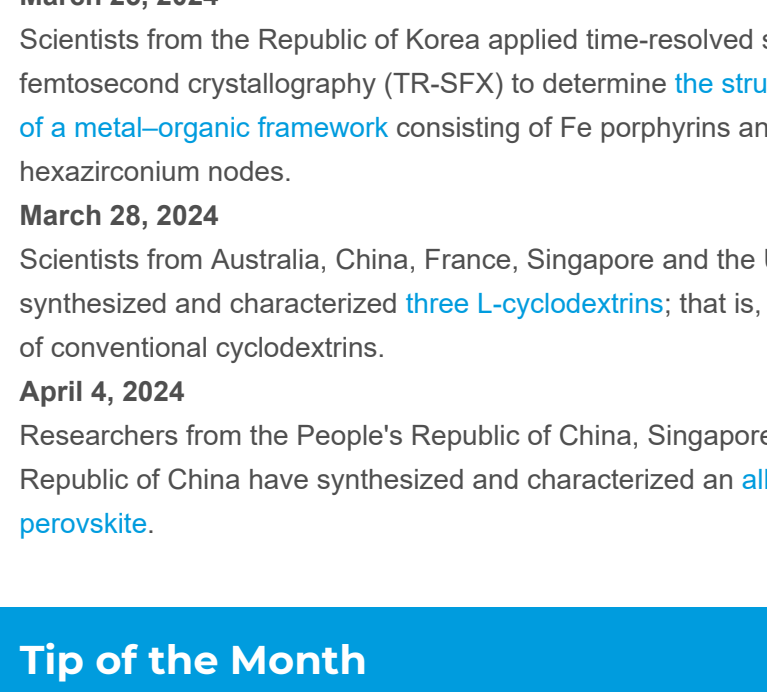 Scientists from the Republic of Korea applied time-resolved
femtosecond crystallography (TR-SFX) to determine the
of a metal–organic framework consisting of Fe porphyrins
hexazirconium nodes.
March 28, 2024
Scientists from Australia, China, France, Singapore and the
synthesized and characterized three L-cyclodextrins; that is,
of conventional cyclodextrins.
April 4, 2024
Researchers from the People's Republic of China, Singapore
Republic of China have synthesized and characterized an
perovskite.
Tip of the Month